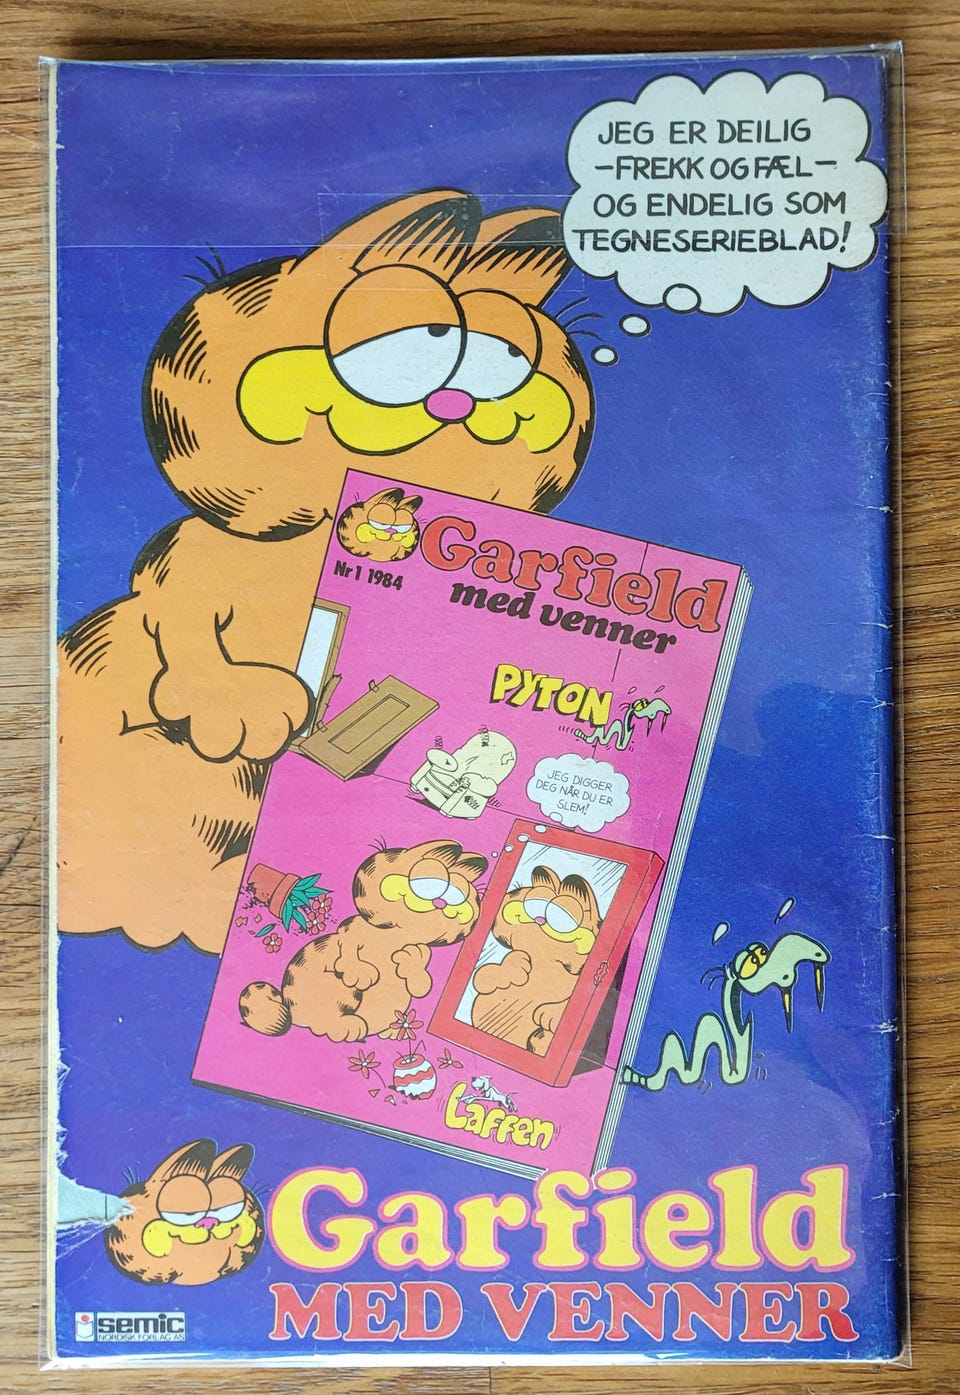 JEG ER DEILIG
-FREKK OG FÆL-
OG ENDELIG SOM
TEGNESERIEBLAD!
Garfield
med venner
Nr 1 1984
PYTON
JEG DIGGER
DEG NÅR DU ER
SLEM!
Laffen
Garfield
MED VENNER
semic
NORDISK FORLAG AS